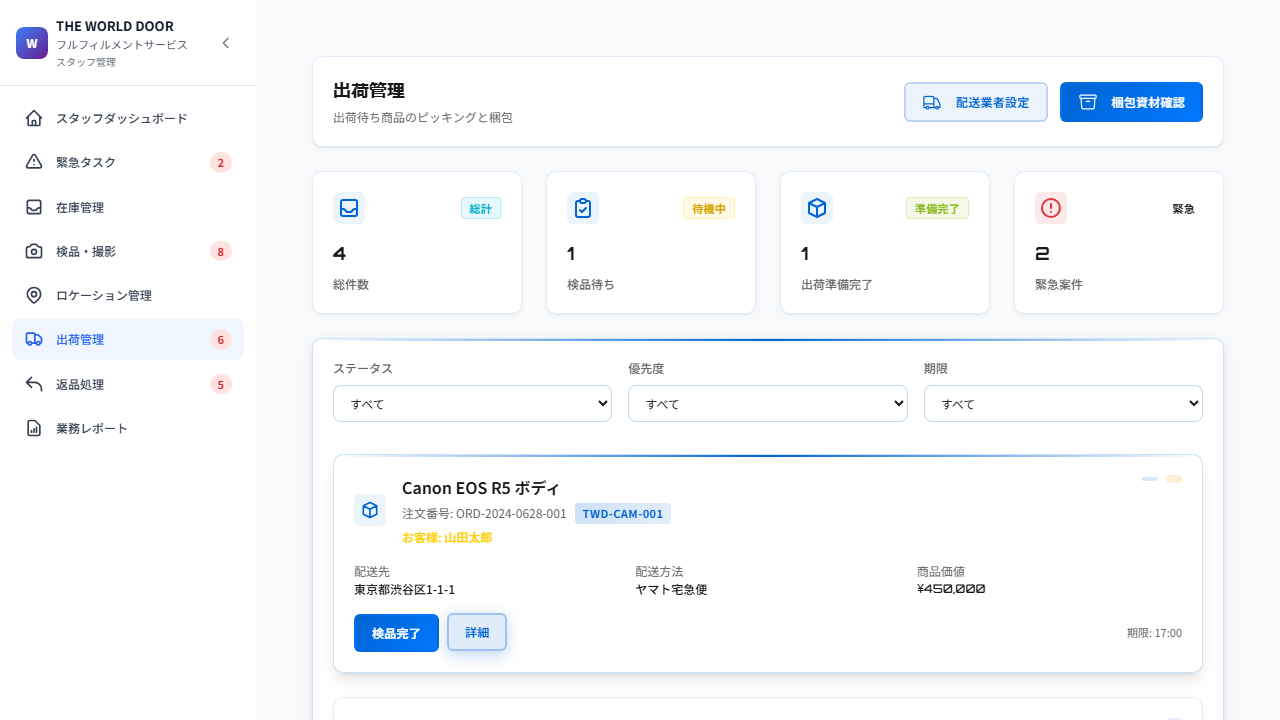 W
THE WORLD DOOR
フルフィルメントサービス
スタッフ管理
スタッフダッシュボード
緊急タスク 2
在庫管理
検品・撮影 8
ロケーション管理
出荷管理 6
返品処理 5
業務レポート
出荷管理
出荷待ち商品のピッキングと梱包
配送業者設定
梱包資材確認
総計
4
総件数
待機中
1
検品待ち
準備完了
1
出荷準備完了
緊急
2
緊急案件
ステータス
すべて
優先度
すべて
期限
すべて
Canon EOS R5 ボディ
注文番号: ORD-2024-0628-001 TWD-CAM-001
お客様: 山田太郎
配送先
東京都渋谷区1-1-1
配送方法
ヤマト宅急便
商品価値
¥450,000
検品完了
詳細
期限: 17:00